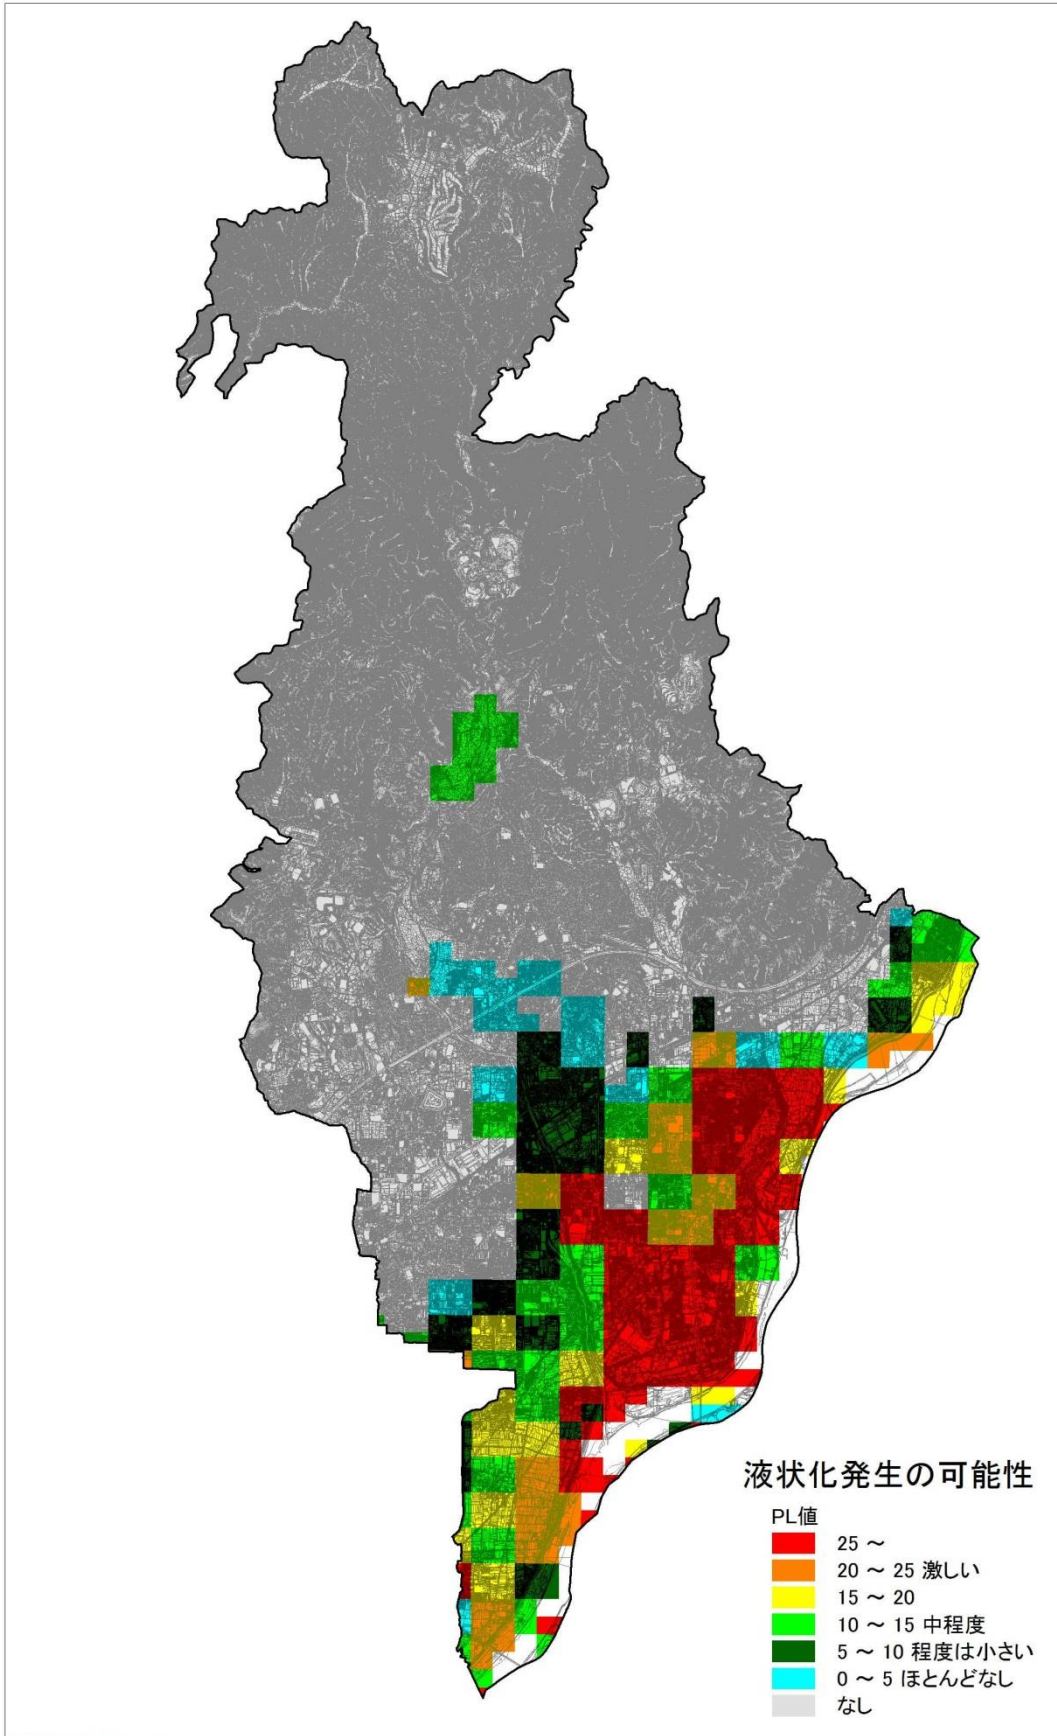 液状化発生の可能性
PL値
25 ～
20 ～ 25 激しい
15 ～ 20
10 ～ 15 中程度
5 ～ 10 程度は小さい
0 ～ 5 ほとんどなし
なし